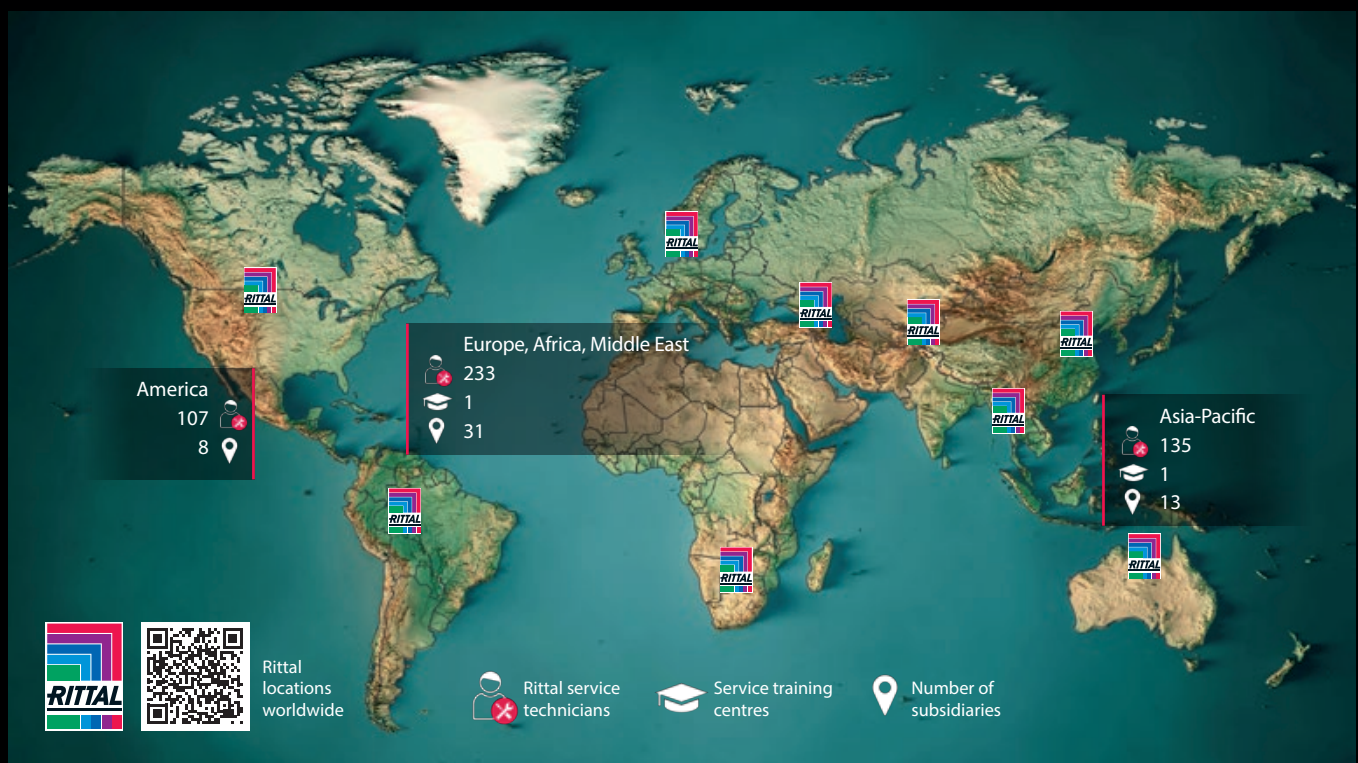 RITTAL
RITTAL
RITTAL
RITTAL
RITTAL
Europe, Africa, Middle East
233
1
31
America
107
8
RITTAL
Asia-Pacific
135
1
13
RITTAL
RITTAL
RITTAL
RITTAL
Rittal
locations
worldwide
Rittal service
technicians
Service training
centres
Number of
subsidiaries